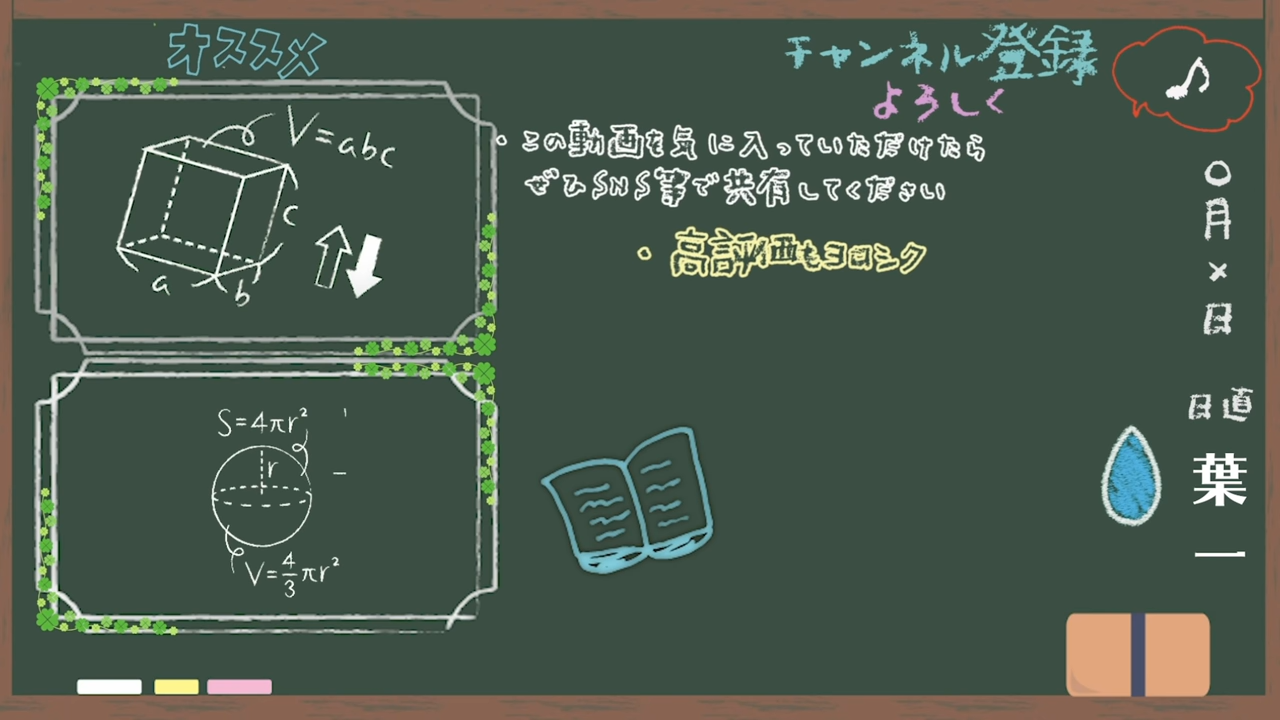 オススメ
チャンネル登録
よろしく
・この動画を気に入っていただけたら
ぜひSNS等で共有してください
・高評価もヨロシク
V=abc
c
a
b
S=4πr²
r
V=4/3πr²
〇月×日
日直
葉一